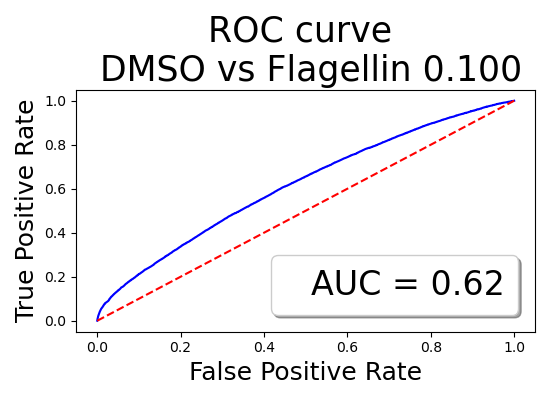 ROC curve
DMSO vs Flagellin 0.100
True Positive Rate
1.0
0.8
0.6
0.4
0.2
0.0
AUC = 0.62
0.0 0.2 0.4 0.6 0.8 1.0
False Positive Rate